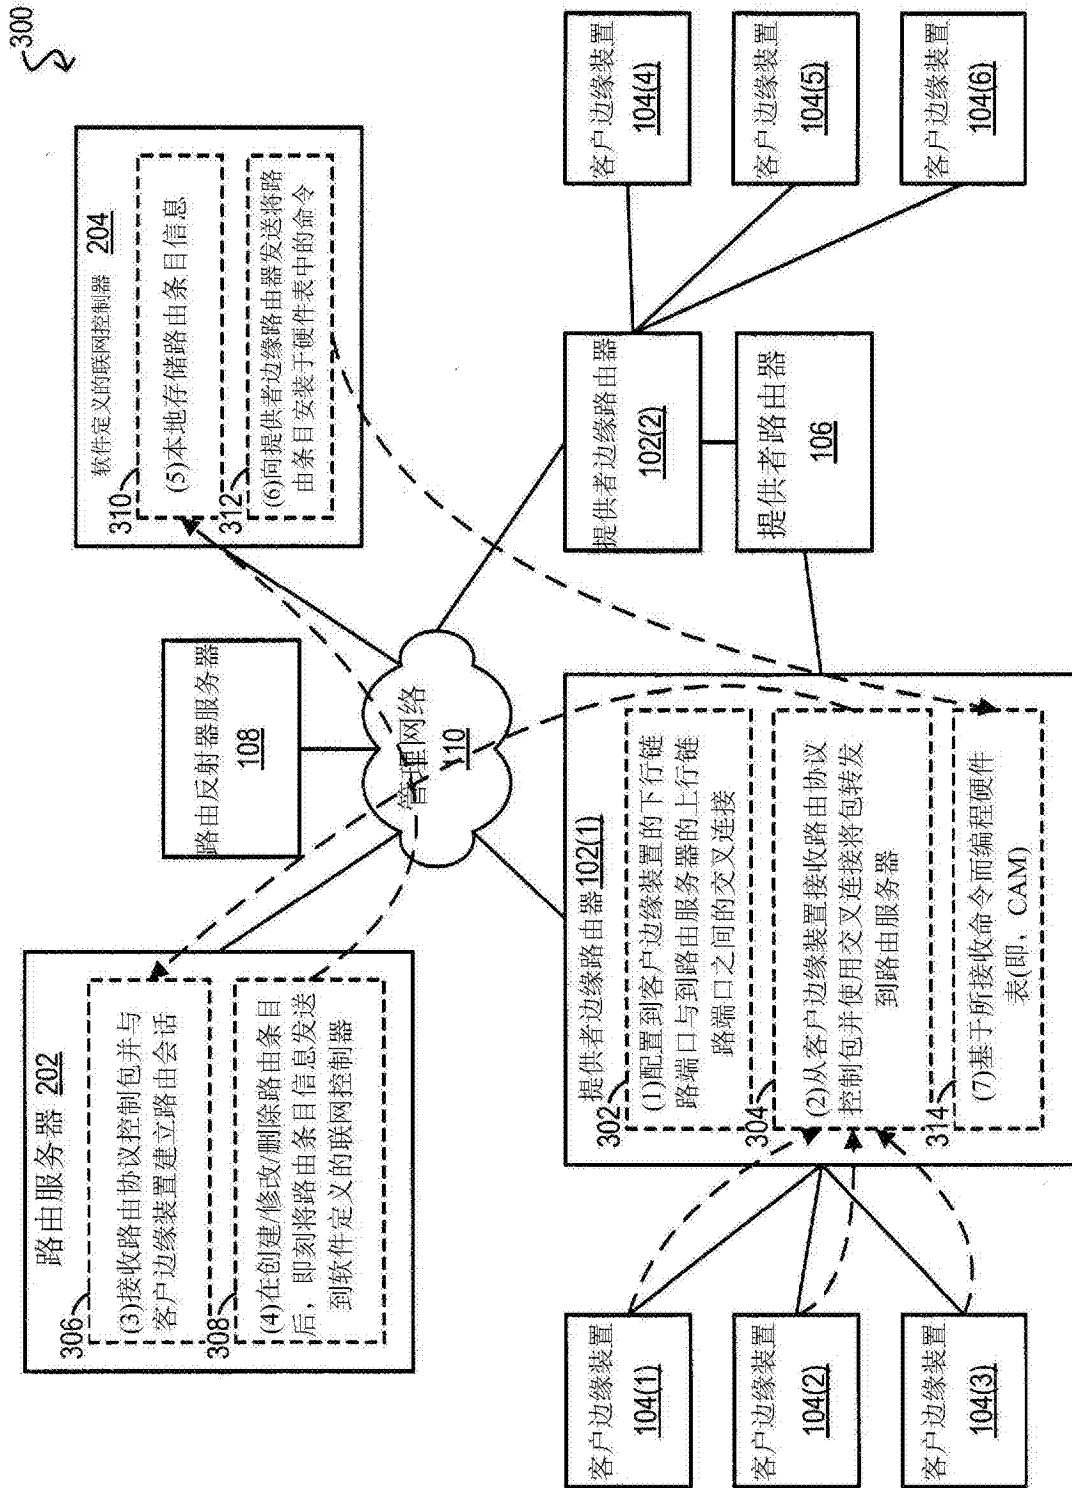 300
路由服务器 202
306
(3)接收路由协议控制包并与
客户边缘装置建立路由会话
308
(4)在创建/修改/删除路由条目
后，即刻将路由条目信息发送
到软件定义的联网控制器
路由反射器服务器
108
软件定义的联网控制器 204
310
(5)本地存储路由条目信息
312
(6)向提供者边缘路由器发送将路
由条目安装于硬件表中的命令
管理网络
110
客户边缘装置
104(1)
客户边缘装置
104(2)
客户边缘装置
104(3)
提供者边缘路由器102(1)
302
(1)配置到客户边缘装置的下行链
路端口与到路由服务器的上行链
路端口之间的交叉连接
304
(2)从客户边缘装置接收路由协议
控制包并使用交叉连接将包转发
到路由服务器
314
(7)基于所接收命令而编程硬件
表(即，CAM)
提供者边缘路由器
102(2)
提供者路由器
106
客户边缘装置
104(4)
客户边缘装置
104(5)
客户边缘装置
104(6)